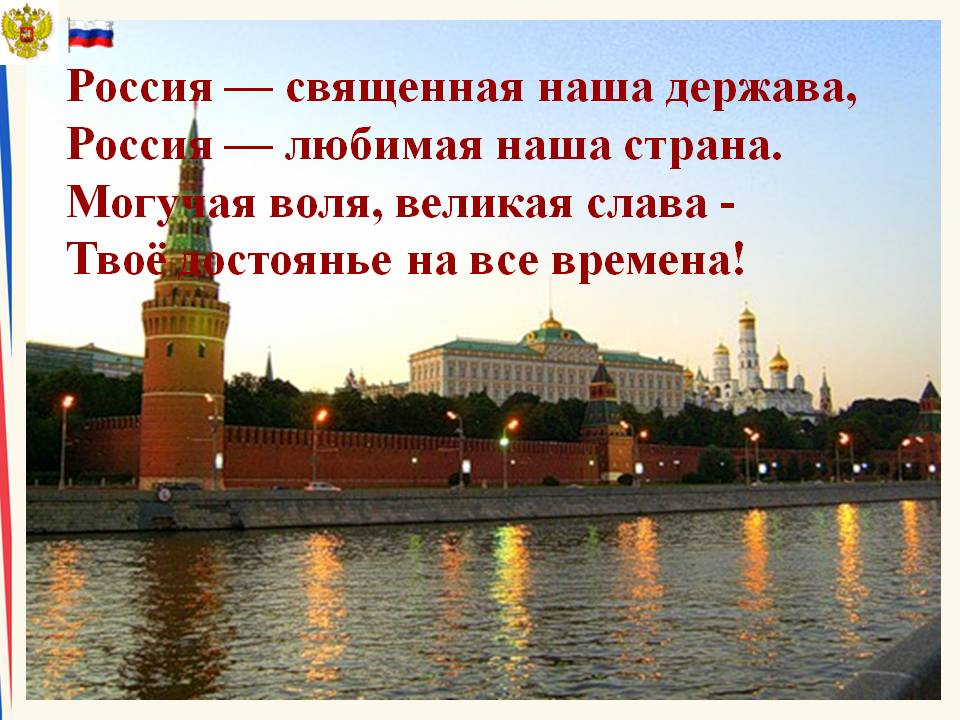 Россия — священная наша держава,
Россия — любимая наша страна.
Могучая воля, великая слава -
Твоё достоянье на все времена!